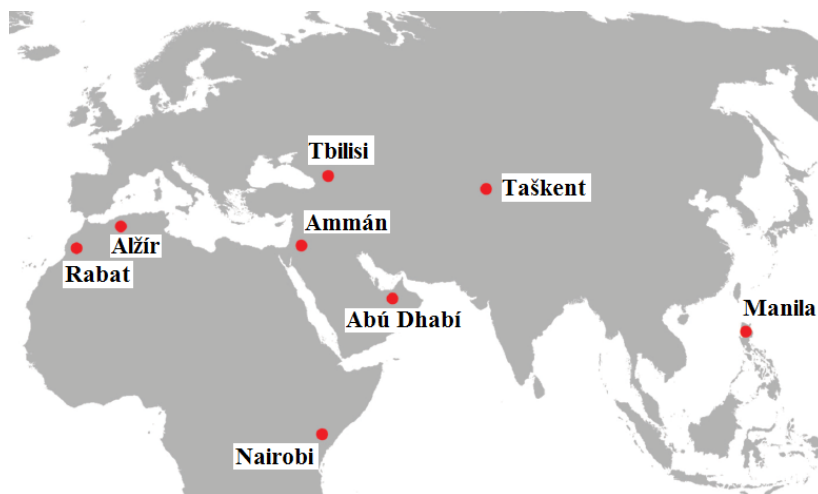 Tbilisi
Taškent
Ammán
Alžír
Rabat
Abú Dhabí
Manila
Nairobi